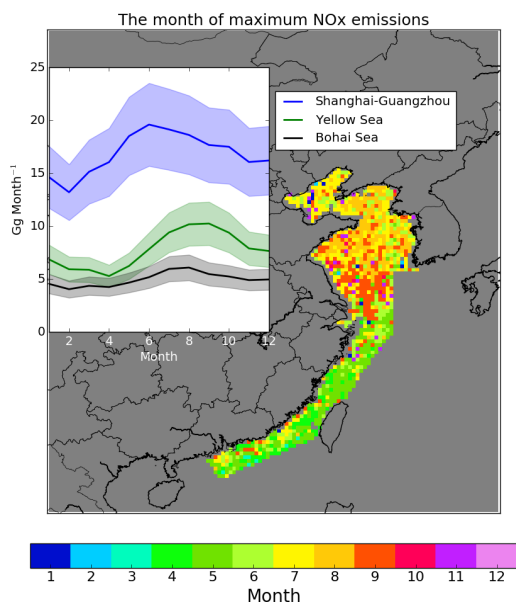 The month of maximum NOx emissions
25
20
15
10
5
0
Gg Month⁻¹
2 4 6 8 10 12
Month
Shanghai-Guangzhou
Yellow Sea
Bohai Sea
1 2 3 4 5 6 7 8 9 10 11 12
Month